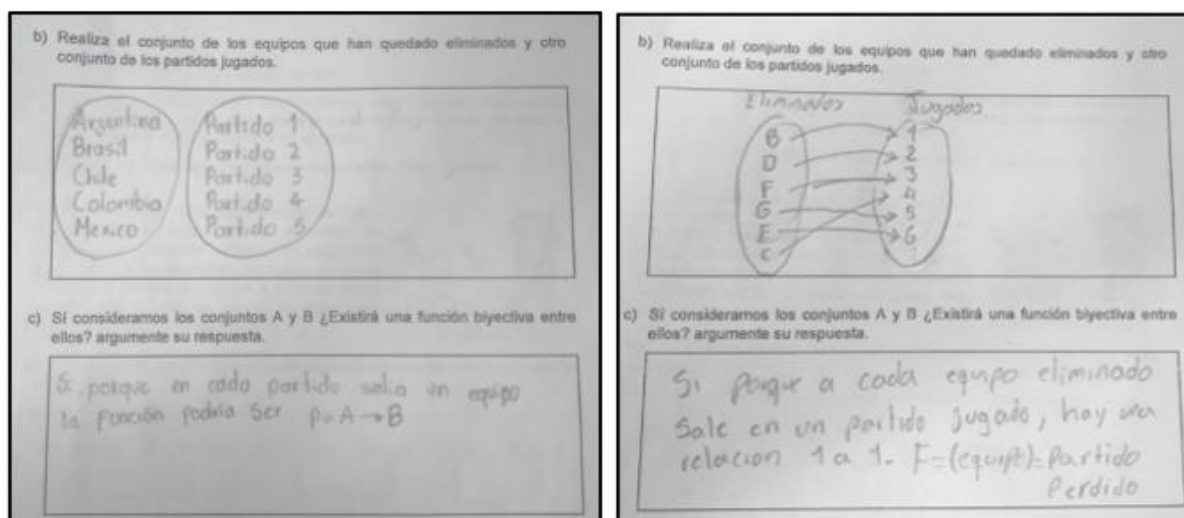 b) Realiza el conjunto de los equipos que han quedado eliminados y otro
conjunto de los partidos jugados.
Argentina
Brasil
Chile
Colombia
Mexico
Partido 1
Partido 2
Partido 3
Partido 4
Partido 5
c) Sí consideramos los conjuntos A y B ¿Existirá una función biyectiva entre
ellos? argumente su respuesta.
Si porque en cada partido salia un equipo
la función podria ser p = A → B
b) Realiza el conjunto de los equipos que han quedado eliminados y otro
conjunto de los partidos jugados.
Eliminados
Jugados
B
D
F
G
E
C
1
2
3
4
5
6
c) Sí consideramos los conjuntos A y B ¿Existirá una función biyectiva entre
ellos? argumente su respuesta.
Si porque a cada equipo eliminado
sale en un partido jugado, hay una
relacion 1 a 1. F=(equipo)= Partido
Perdido